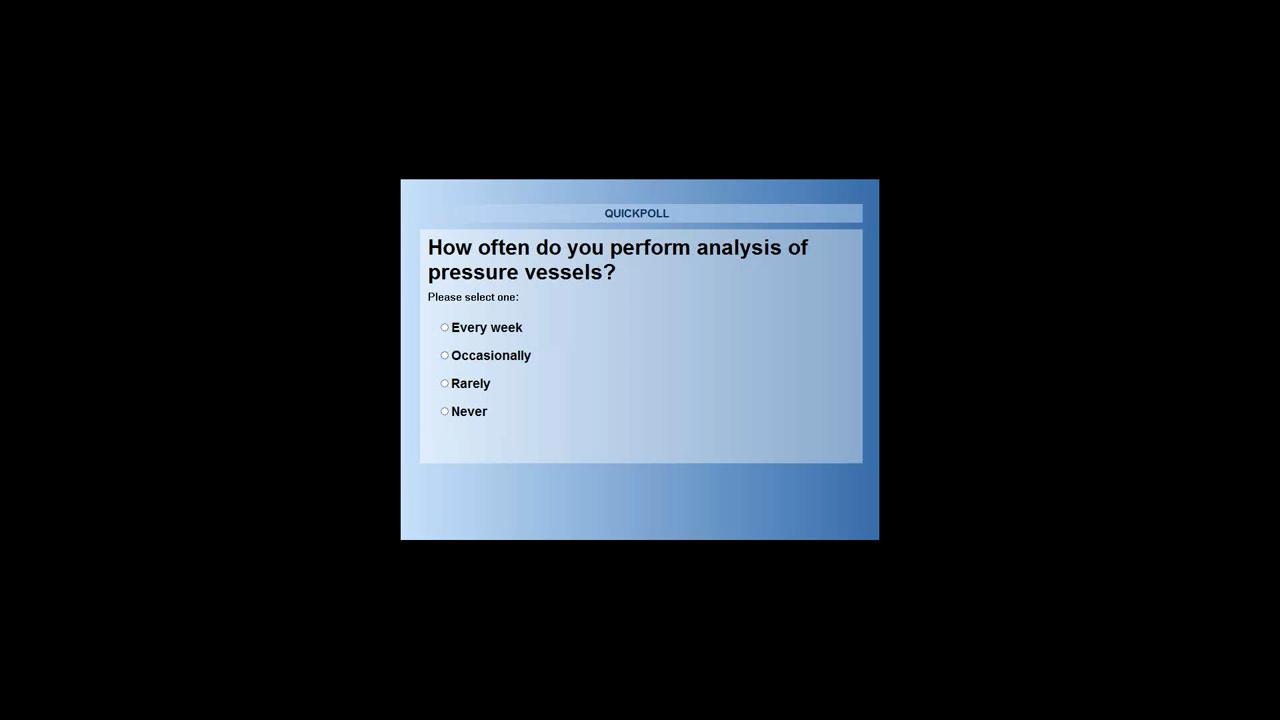 QUICKPOLL
How often do you perform analysis of
pressure vessels?
Please select one:
Every week
Occasionally
Rarely
Never